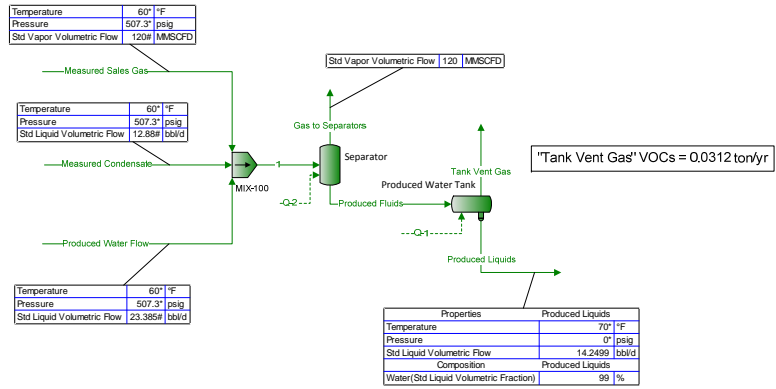 Temperature 60* °F
Pressure 507.3* psig
Std Vapor Volumetric Flow 120# MMSCFD
Measured Sales Gas
Std Vapor Volumetric Flow 120 MMSCFD
Temperature 60* °F
Pressure 507.3* psig
Std Liquid Volumetric Flow 12.88# bbl/d
Gas to Separators
Measured Condensate
1
Separator
MIX-100
Q-2
Produced Fluids
Tank Vent Gas
"Tank Vent Gas" VOCs = 0.0312 ton/yr
Produced Water Tank
Q-1
Produced Water Flow
Produced Liquids
Temperature 60* °F
Pressure 507.3* psig
Std Liquid Volumetric Flow 23.385# bbl/d
Properties Produced Liquids
Temperature 70* °F
Pressure 0* psig
Std Liquid Volumetric Flow 14.2499 bbl/d
Composition Produced Liquids
Water(Std Liquid Volumetric Fraction) 99 %